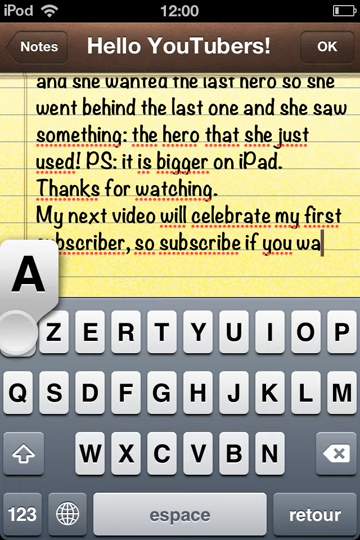 iPod 12:00
Notes Hello YouTubers! OK
and she wanted the last hero so she
went behind the last one and she saw
something: the hero that she just
used! PS: it is bigger on iPad.
Thanks for watching.
My next video will celebrate my first
subscriber, so subscribe if you wa
A
Z E R T Y U I O P
Q S D F G H J K L M
W X C V B N
123 espace retour